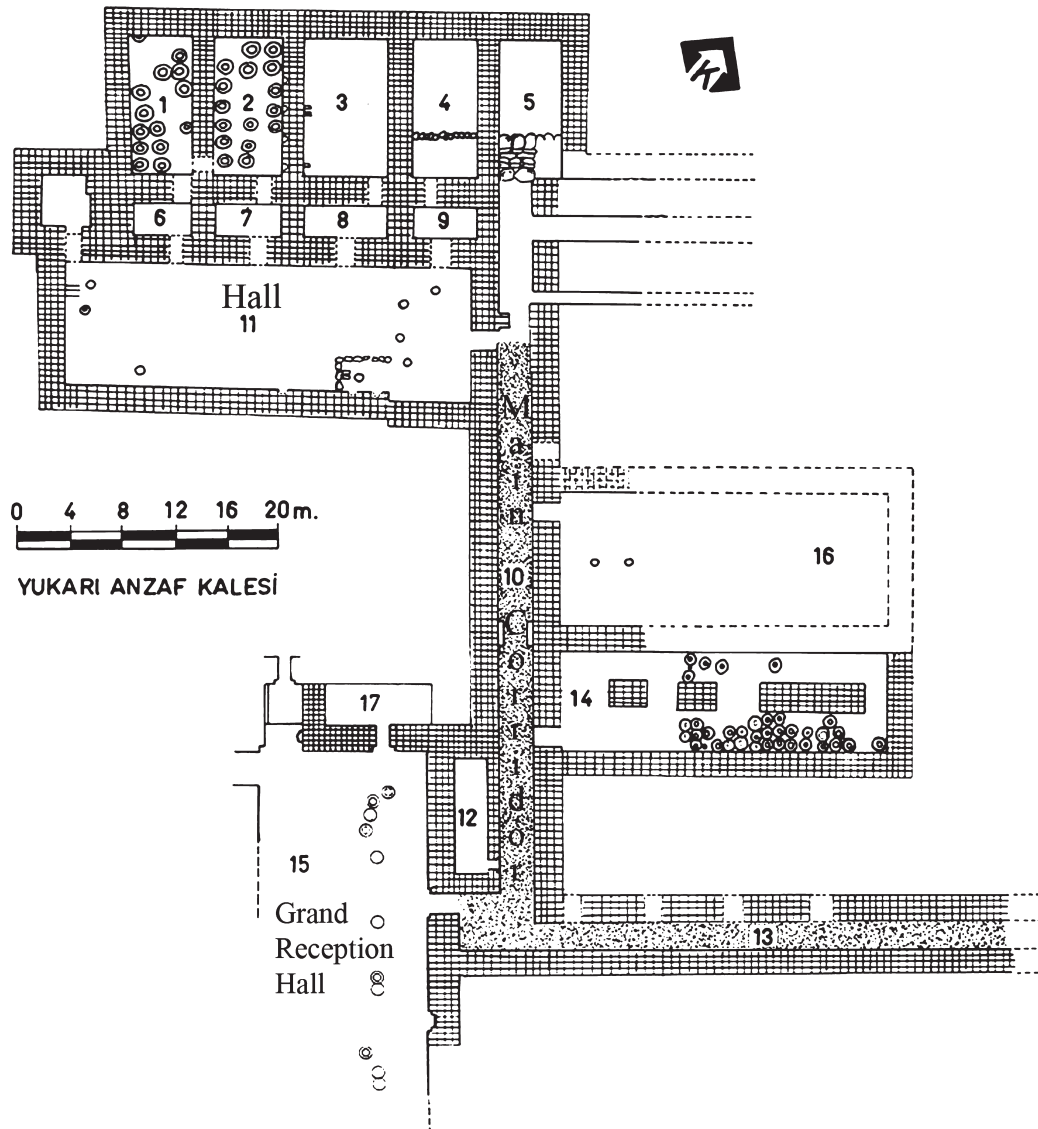 K
1 2 3 4 5
6 7 8 9
Hall
11
Main Corridor
10
0 4 8 12 16 20 m.
YUKARI ANZAF KALESİ
16
14
17
12
15
Grand
Reception
Hall
13